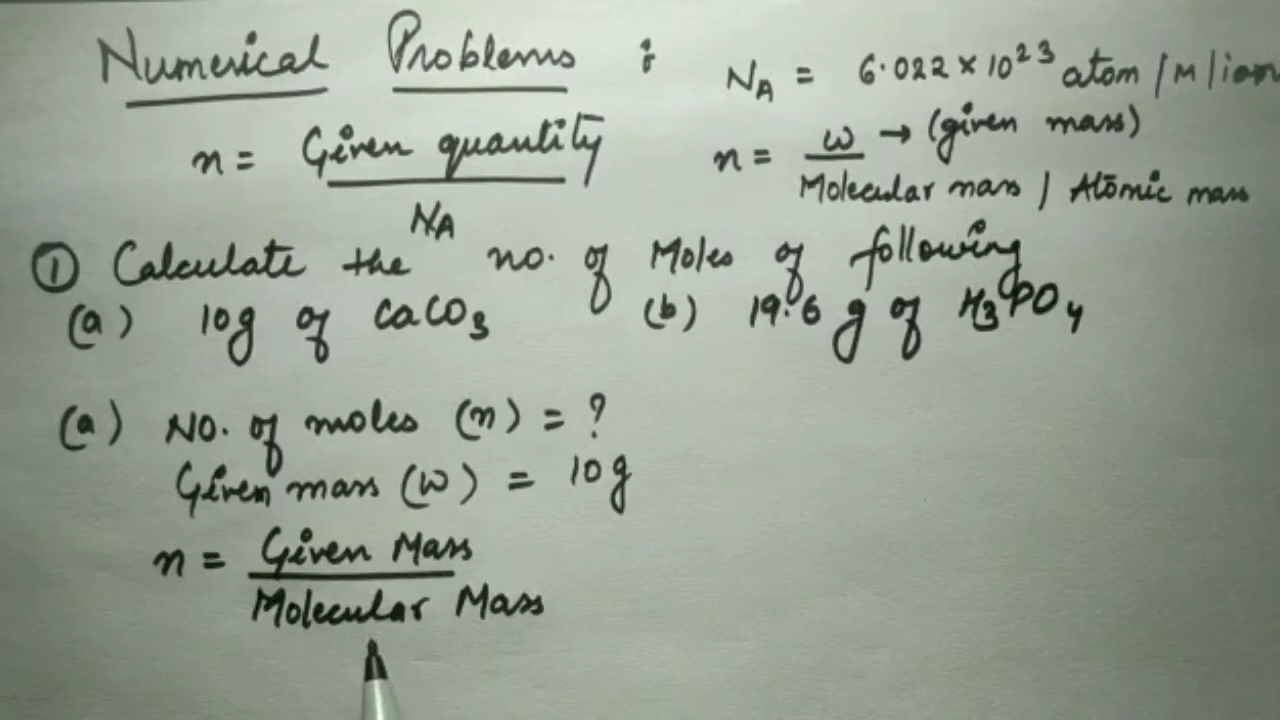 Numerical Problems :
n = Given quantity / NA
NA = 6.022 × 10²³ atom / M / ion
n = w → (given mass) / Molecular mass / Atomic mass
① Calculate the no. of Moles of following
(a) 10g of CaCO₃ (b) 19.6 g of H₃PO₄
(a) No. of moles (n) = ?
Given mass (w) = 10g
n = Given Mass / Molecular Mass